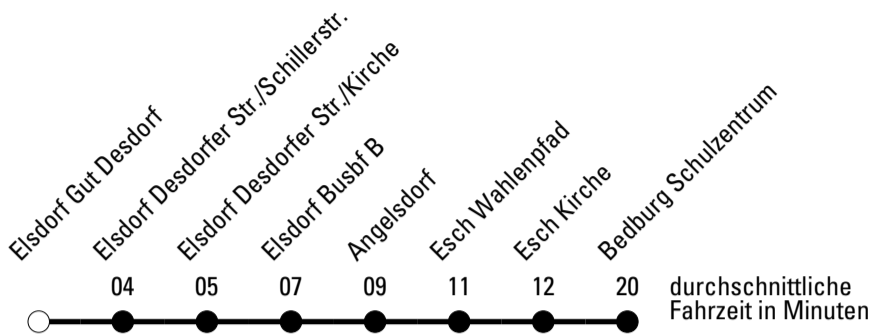 Elsdorf Gut Desdorf
Elsdorf Desdorfer Str./Schillerstr.
Elsdorf Desdorfer Str./Kirche
Elsdorf Busbf B
Angelsdorf
Esch Wahlenpfad
Esch Kirche
Bedburg Schulzentrum
04 05 07 09 11 12 20 durchschnittliche
Fahrzeit in Minuten